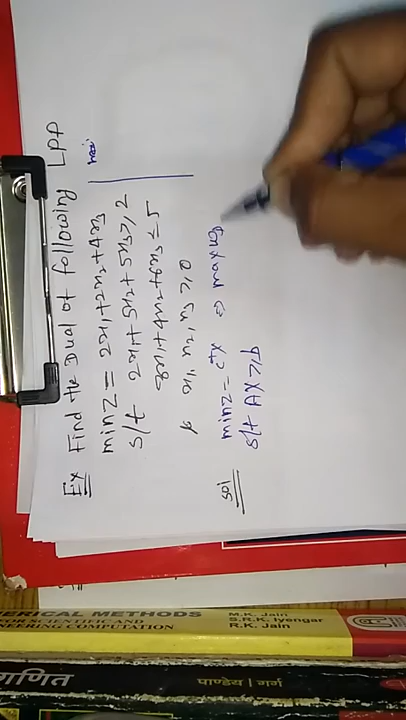 Ex Find the Dual of following LPP
min Z = 2x₁ + 2x₂ + 4x₃
s/t 2x₁ + 3x₂ + 5x₃ ≥ 2
3x₁ + 4x₂ + 6x₃ ≤ 5
& x₁, x₂, x₃ ≥ 0
maxi
sol min Z = cᵗx ⇒ max
s/t AX ≥ b
NUMERICAL METHODS
FOR SCIENTIFIC AND
ENGINEERING COMPUTATION
M.K. Jain
S.R.K. Iyengar
R.K. Jain
गणित
पाण्डेय | गर्ग